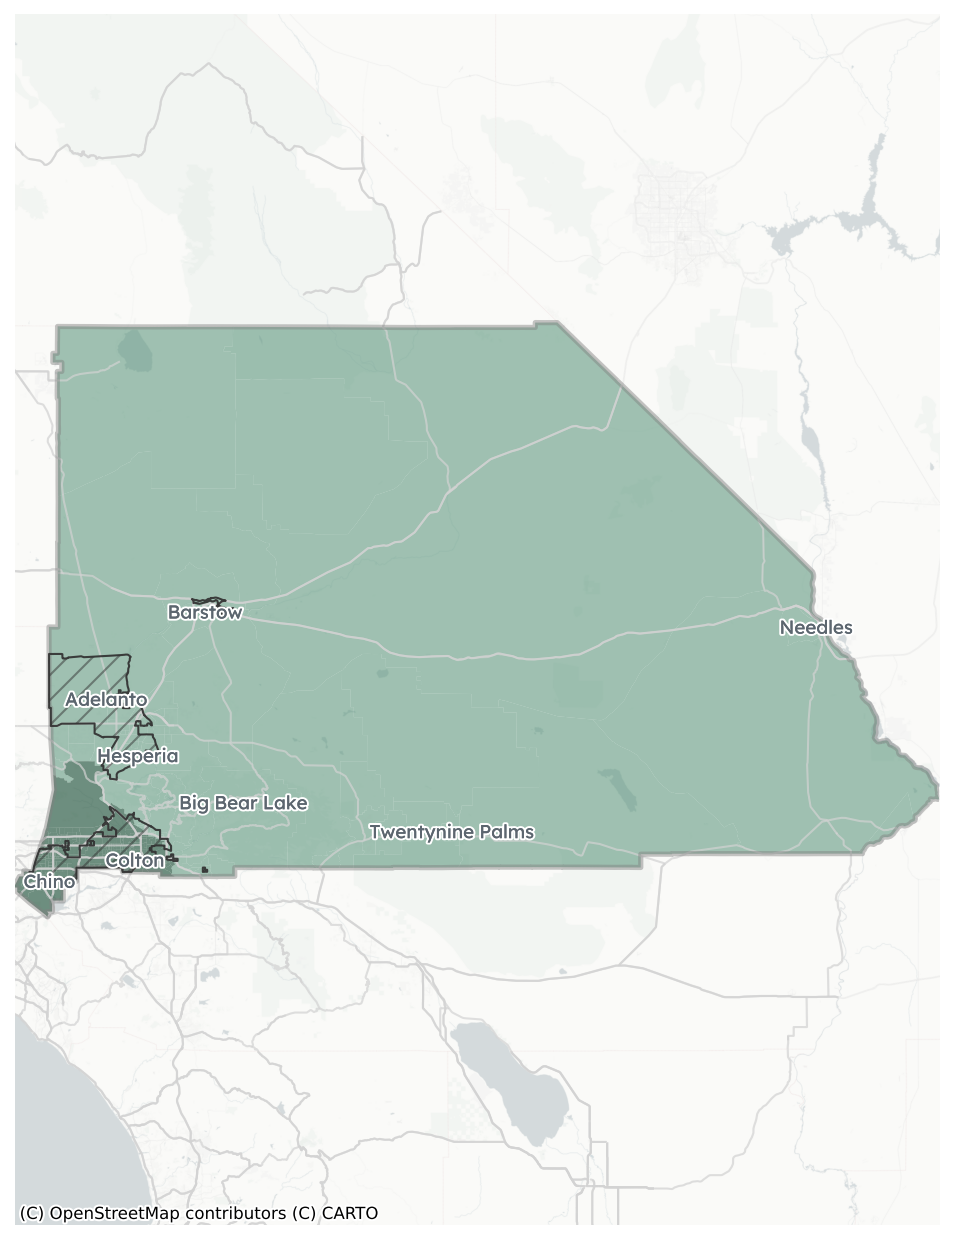 Barstow
Needles
Adelanto
Hesperia
Big Bear Lake
Twentynine Palms
Colton
Chino
(C) OpenStreetMap contributors (C) CARTO